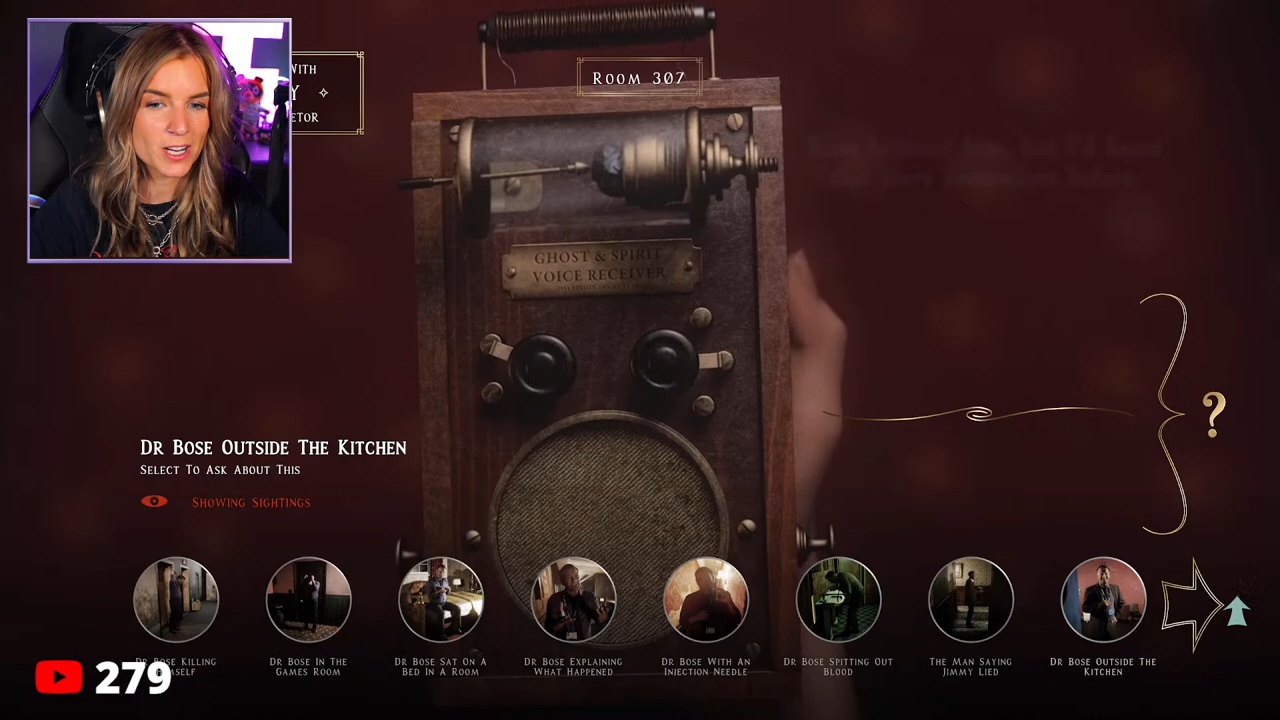 WITH
Y
ETOR
Room 307
GHOST & SPIRIT
VOICE RECEIVER
Dr Bose Outside The Kitchen
Select To Ask About This
Showing Sightings
?
Dr Bose Killing
Dr Bose In The
Games Room
Dr Bose Sat On A
Bed In A Room
Dr Bose Explaining
What Happened
Dr Bose With An
Injection Needle
Dr Bose Spitting Out
Blood
The Man Saying
Jimmy Lied
Dr Bose Outside The
Kitchen
279